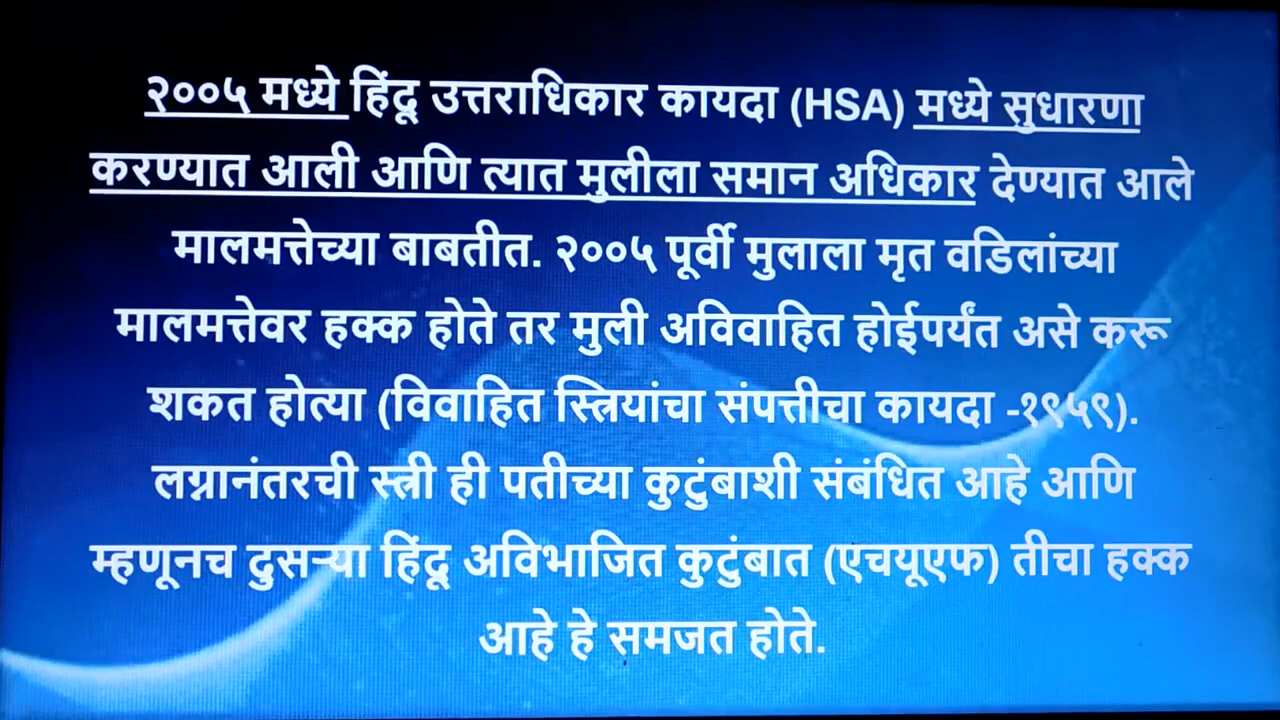 २००५ मध्ये हिंदू उत्तराधिकार कायदा (HSA) मध्ये सुधारणा
करण्यात आली आणि त्यात मुलीला समान अधिकार देण्यात आले
मालमत्तेच्या बाबतीत. २००५ पूर्वी मुलाला मृत वडिलांच्या
मालमत्तेवर हक्क होते तर मुली अविवाहित होईपर्यंत असे करू
शकत होत्या (विवाहित स्त्रियांचा संपत्तीचा कायदा -१९५९).
लग्नानंतरची स्त्री ही पतीच्या कुटुंबाशी संबंधित आहे आणि
म्हणूनच दुसऱ्या हिंदू अविभाजित कुटुंबात (एचयूएफ) तीचा हक्क
आहे हे समजत होते.